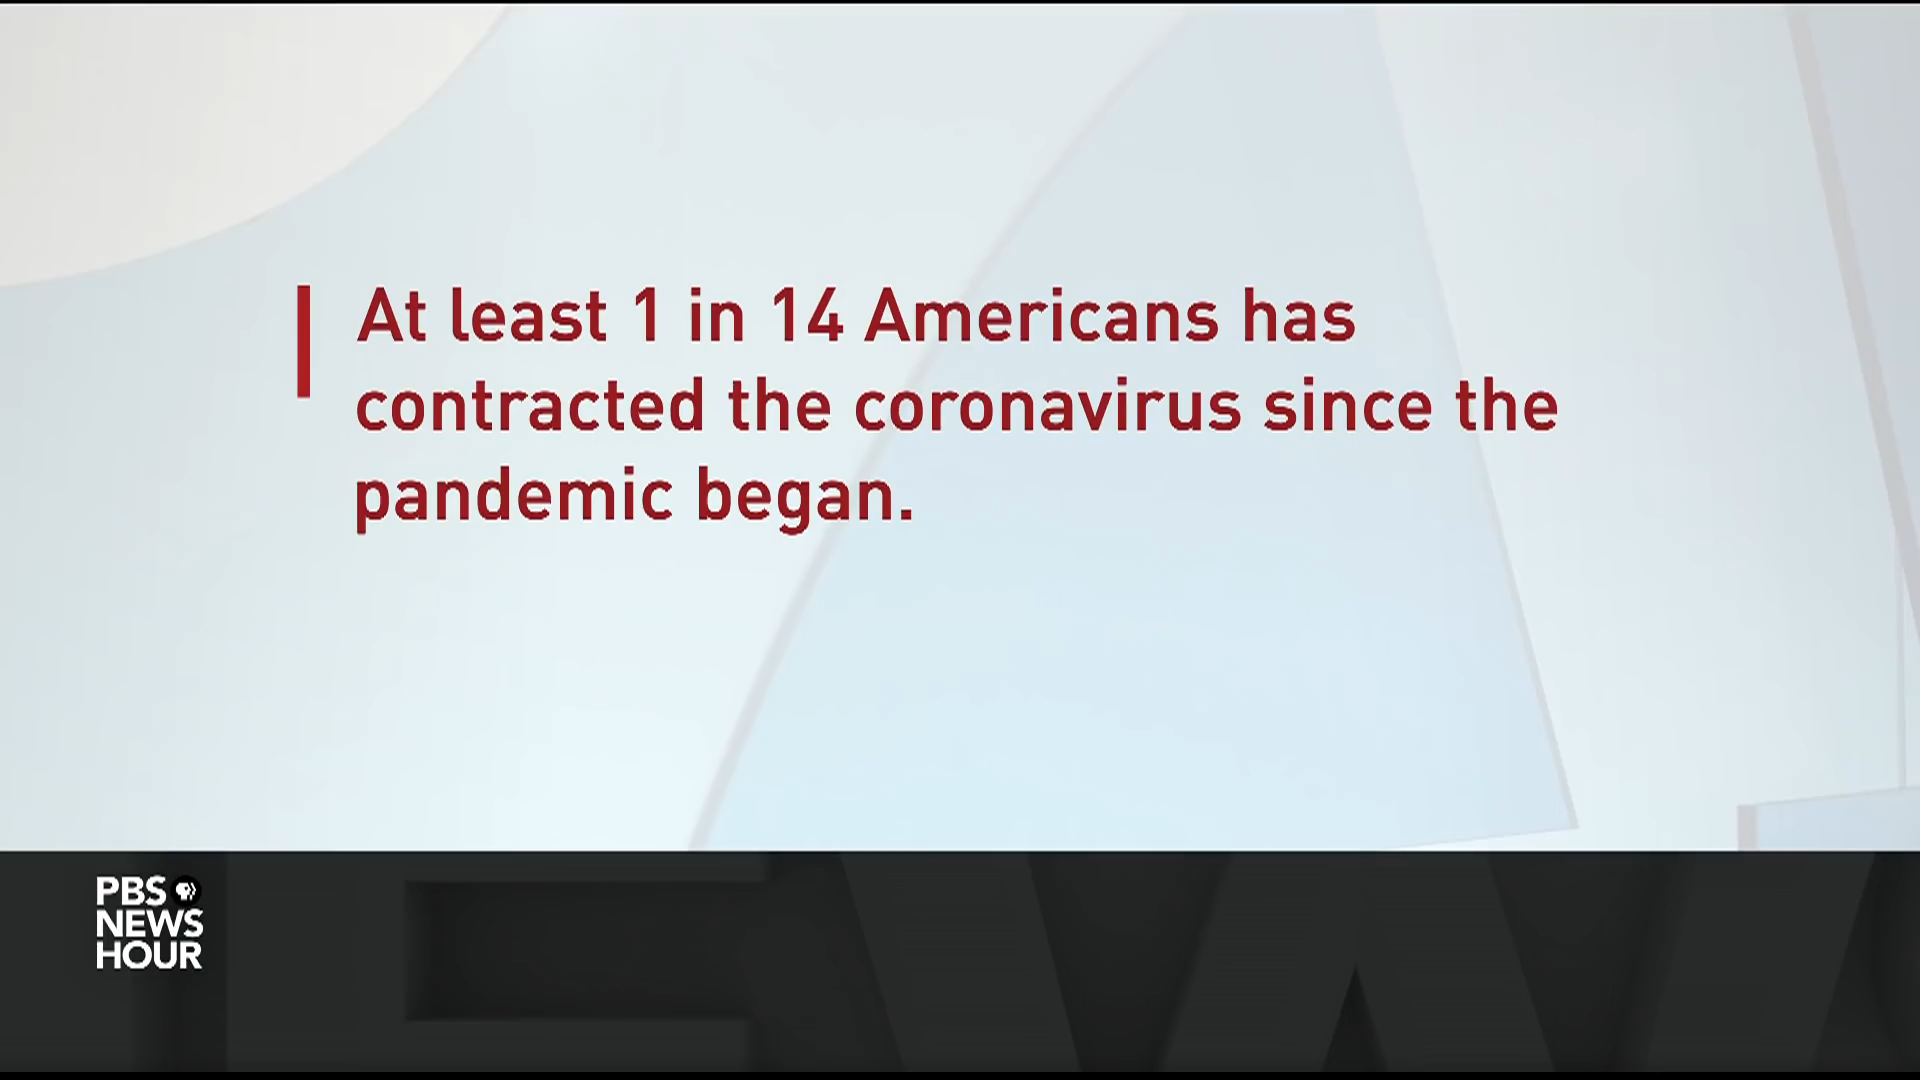 At least 1 in 14 Americans has
contracted the coronavirus since the
pandemic began.
PBS
NEWS
HOUR